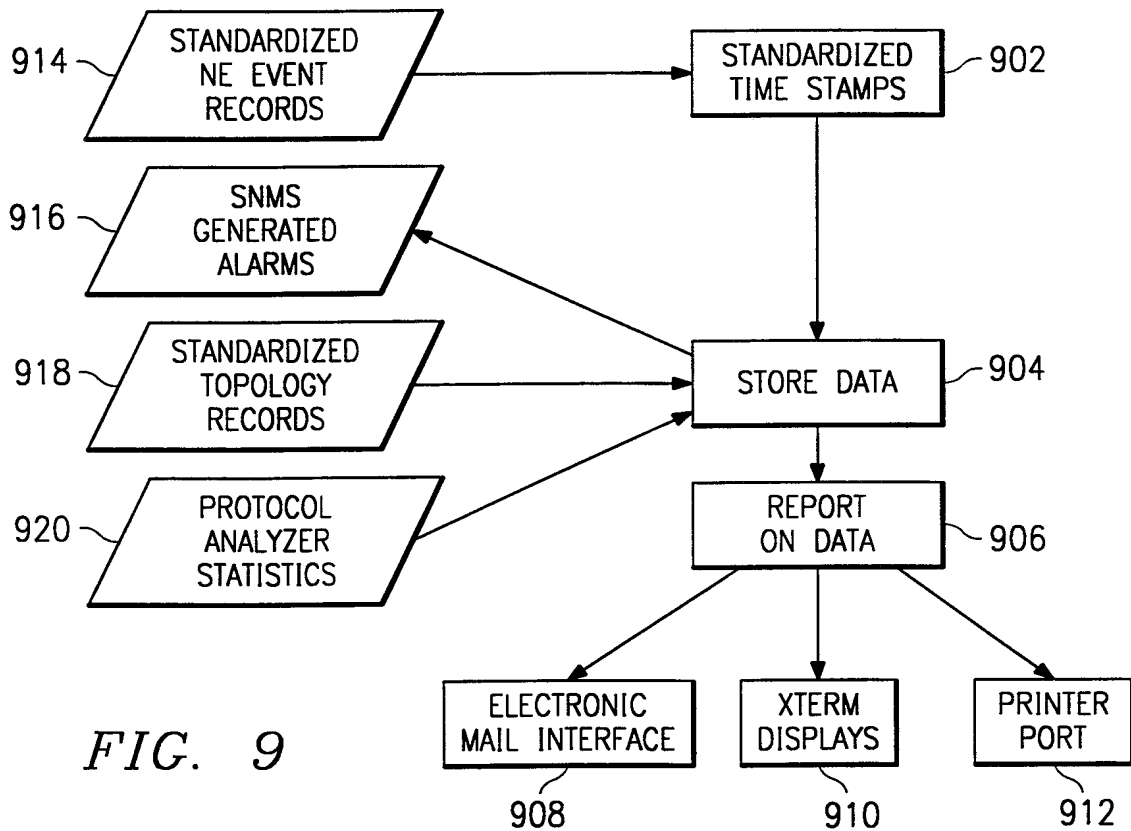 914
STANDARDIZED
NE EVENT
RECORDS
STANDARDIZED
TIME STAMPS
902
916
SNMS
GENERATED
ALARMS
918
STANDARDIZED
TOPOLOGY
RECORDS
STORE DATA
904
920
PROTOCOL
ANALYZER
STATISTICS
REPORT
ON DATA
906
ELECTRONIC
MAIL INTERFACE
XTERM
DISPLAYS
PRINTER
PORT
FIG. 9
908
910
912